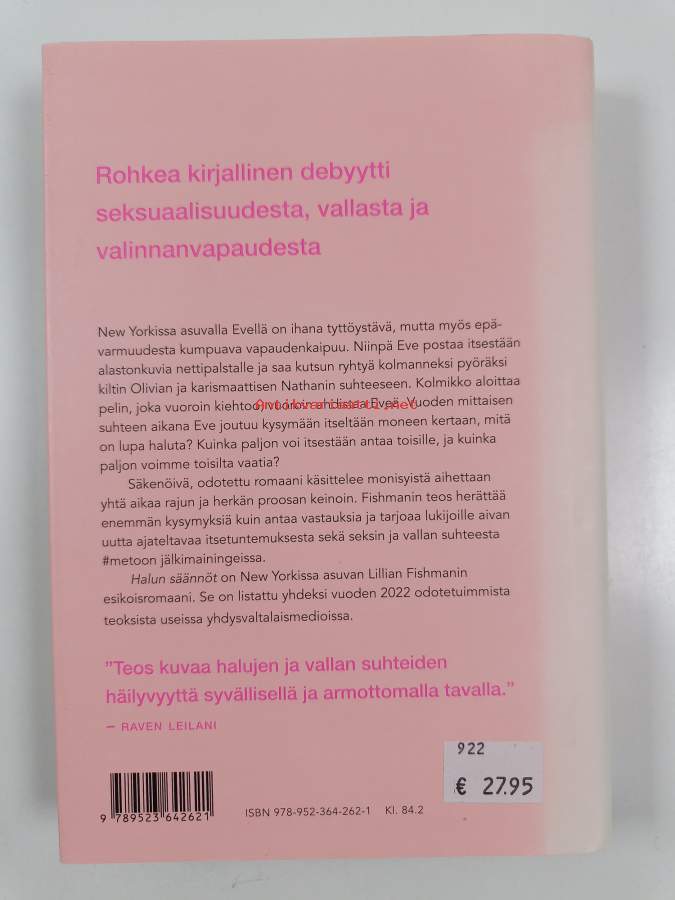 Rohkea kirjallinen debyytti
seksuaalisuudesta, vallasta ja
valinnanvapaudesta
New Yorkissa asuvalla Evellä on ihana tyttöystävä, mutta myös epä-
varmuudesta kumpuava vapaudenkaipuu. Niinpä Eve postaa itsestään
alastonkuvia nettipalstalle ja saa kutsun ryhtyä kolmanneksi pyöräksi
kiltin Olivian ja karismaattisen Nathanin suhteeseen. Kolmikko aloittaa
pelin, joka vuoroin kiehtoo, vuoroin ahdistaa Eveä. Vuoden mittaisen
Antikvariaatti.net
suhteen aikana Eve joutuu kysymään itseltään moneen kertaan, mitä
on lupa haluta? Kuinka paljon voi itsestään antaa toisille, ja kuinka
paljon voimme toisilta vaatia?
Säkenöivä, odotettu romaani käsittelee monisyistä aihettaan
yhtä aikaa rajun ja herkän proosan keinoin. Fishmanin teos herättää
enemmän kysymyksiä kuin antaa vastauksia ja tarjoaa lukijoille aivan
uutta ajateltavaa itsetuntemuksesta sekä seksin ja vallan suhteesta
#metoon jälkimainingeissa.
Halun säännöt on New Yorkissa asuvan Lillian Fishmanin
esikoisromaani. Se on listattu yhdeksi vuoden 2022 odotetuimmista
teoksista useissa yhdysvaltalaismedioissa.
”Teos kuvaa halujen ja vallan suhteiden
häilyvyyttä syvällisellä ja armottomalla tavalla.”
– RAVEN LEILANI
922
€ 27.95
9 789523 642621
ISBN 978-952-364-262-1 Kl. 84.2